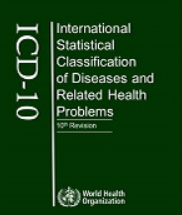 ICD-10
International
Statistical
Classification
of Diseases and
Related Health
Problems
10th Revision
World Health
Organization